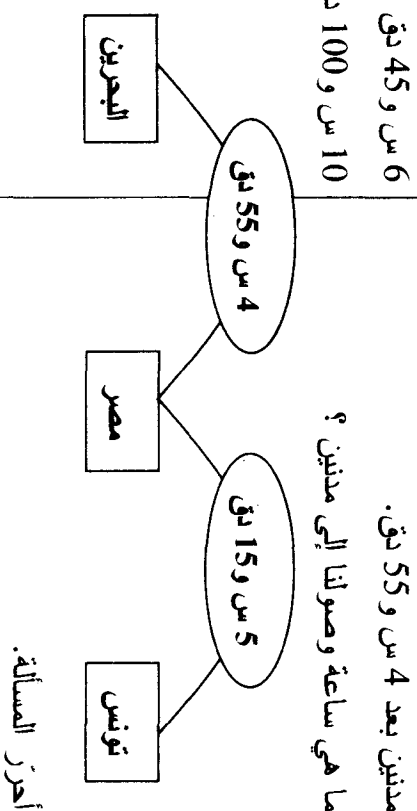 مدنين بعد 4 س و 55 دق.
ما هي ساعة وصولنا إلى مدنين ؟
6 س و 45 دق
10 س و 100
5 س و 15 دق
4 س و 55 دق
تونس
مصر
البحرين
أحرّر المسألة.